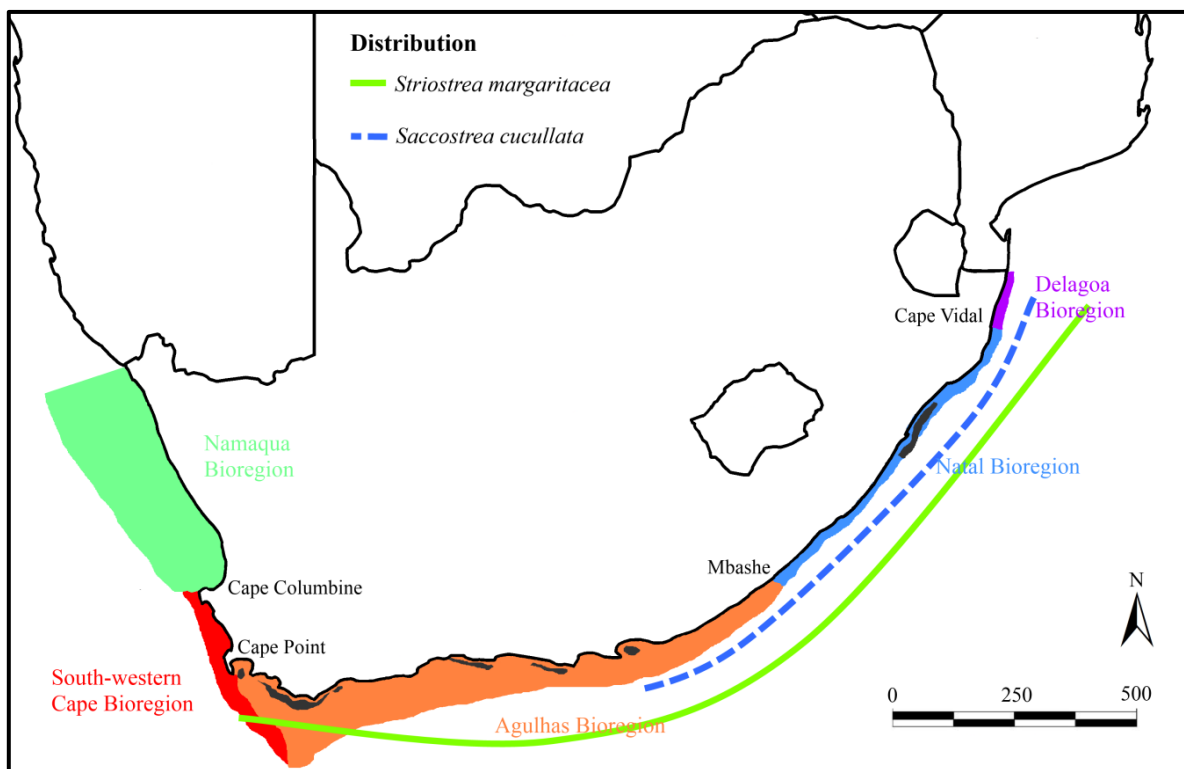 Distribution
Striostrea margaritacea
Saccostrea cucullata
Delagoa
Bioregion
Cape Vidal
Namaqua
Bioregion
Natal Bioregion
Mbashe
Cape Columbine
Cape Point
South-western
Cape Bioregion
Agulhas Bioregion
N
0 250 500